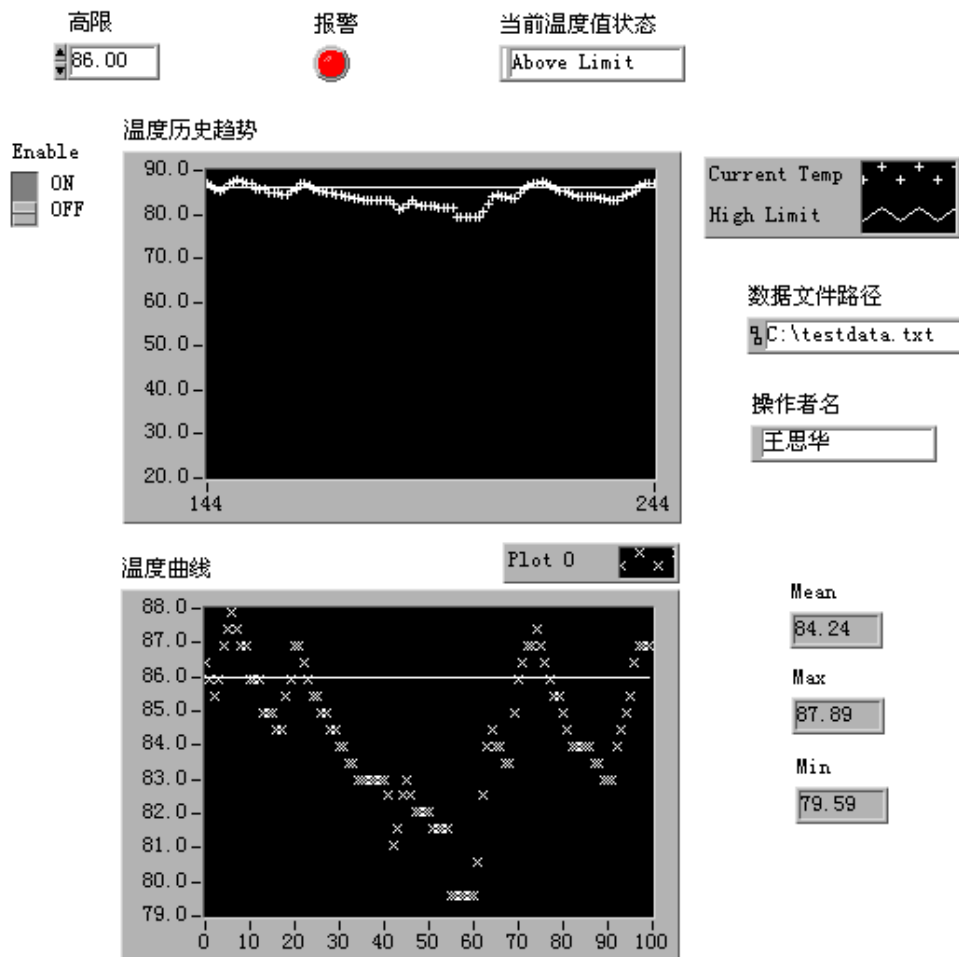 高限
86.00
报警
当前温度值状态
Above Limit
Enable
ON
OFF
温度历史趋势
90.0
80.0
70.0
60.0
50.0
40.0
30.0
20.0
144
244
Current Temp
High Limit
数据文件路径
C:\testdata.txt
操作者名
王思华
温度曲线
Plot 0
88.0
87.0
86.0
85.0
84.0
83.0
82.0
81.0
80.0
79.0
0 10 20 30 40 50 60 70 80 90 100
Mean
84.24
Max
87.89
Min
79.59